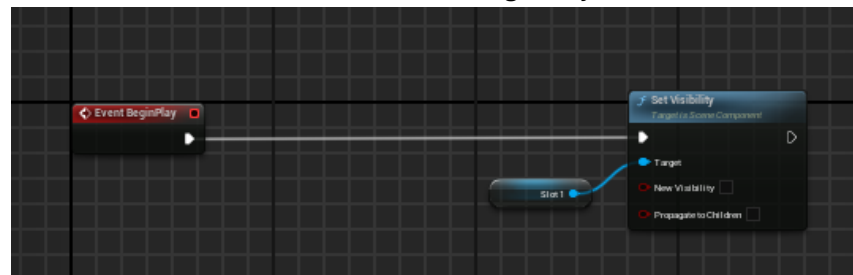 Event BeginPlay
Set Visibility
Target is Scene Component
Target
Slot 1
New Visibility
Propagate to Children